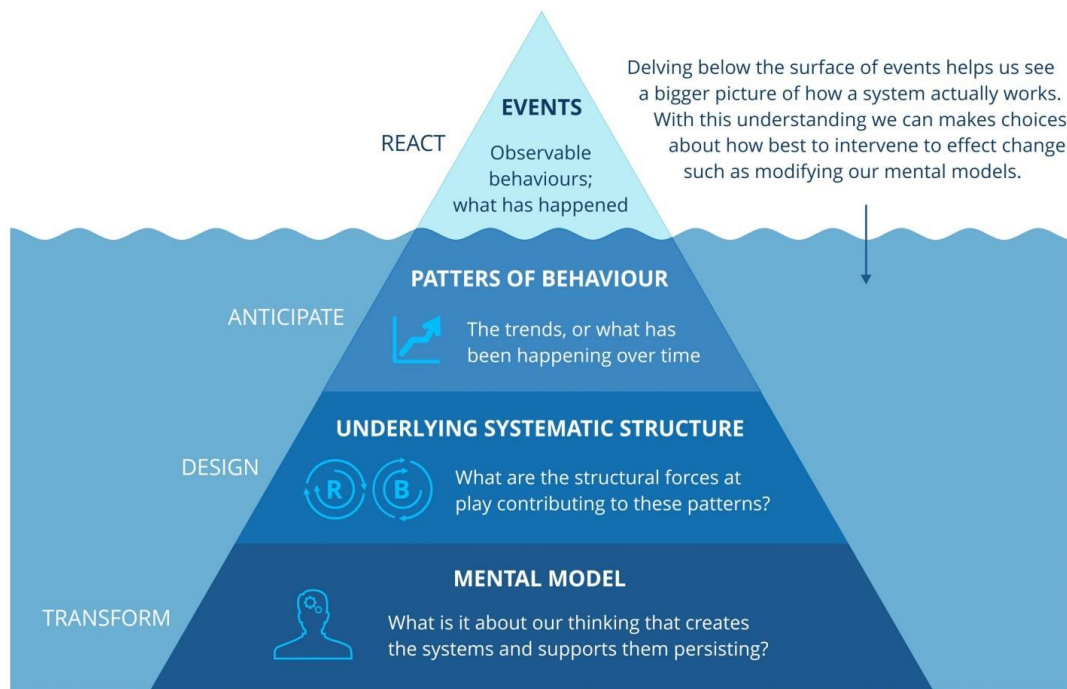 Delving below the surface of events helps us see
a bigger picture of how a system actually works.
With this understanding we can makes choices
about how best to intervene to effect change
such as modifying our mental models.
REACT
EVENTS
Observable
behaviours;
what has happened
ANTICIPATE
PATTERS OF BEHAVIOUR
The trends, or what has
been happening over time
DESIGN
UNDERLYING SYSTEMATIC STRUCTURE
R
B
What are the structural forces at
play contributing to these patterns?
TRANSFORM
MENTAL MODEL
What is it about our thinking that creates
the systems and supports them persisting?